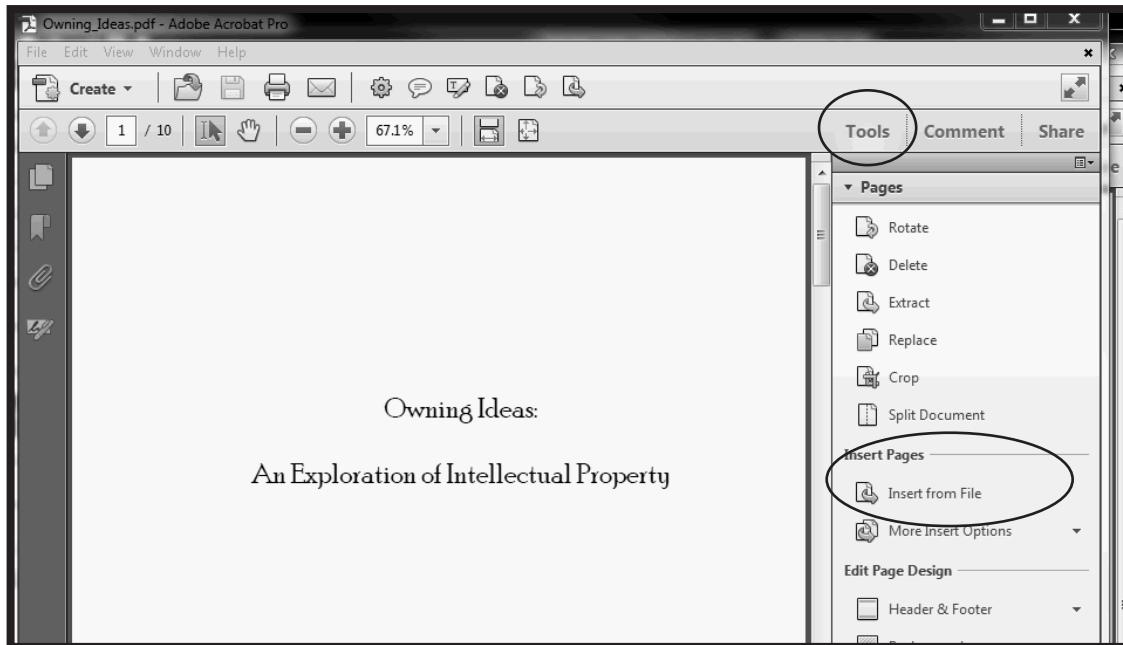 Owning_Ideas.pdf - Adobe Acrobat Pro
File Edit View Window Help
Create
1 / 10 67.1% Tools Comment Share
Pages
Rotate
Delete
Extract
Replace
Crop
Split Document
Owning Ideas:
An Exploration of Intellectual Property
Insert Pages
Insert from File
More Insert Options
Edit Page Design
Header & Footer